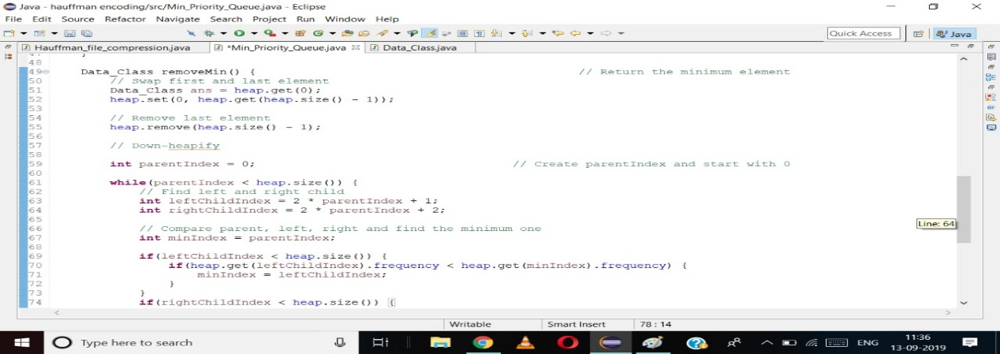 Java - hauffman encoding/src/Min_Priority_Queue.java - Eclipse
File Edit Source Refactor Navigate Search Project Run Window Help
Quick Access
Java
Hauffman_file_compression.java *Min_Priority_Queue.java Data_Class.java
48
49 Data_Class removeMin() { // Return the minimum element
50 // Swap first and last element
51 Data_Class ans = heap.get(0);
52 heap.set(0, heap.get(heap.size() - 1));
53
54 // Remove last element
55 heap.remove(heap.size() - 1);
56
57 // Down-heapify
58
59 int parentIndex = 0; // Create parentIndex and start with 0
60
61 while(parentIndex < heap.size()) {
62 // Find left and right child
63 int leftChildIndex = 2 * parentIndex + 1;
64 int rightChildIndex = 2 * parentIndex + 2;
65
66 // Compare parent, left, right and find the minimum one
67 int minIndex = parentIndex;
68
69 if(leftChildIndex < heap.size()) {
70 if(heap.get(leftChildIndex).frequency < heap.get(minIndex).frequency) {
71 minIndex = leftChildIndex;
72 }
73 }
74 if(rightChildIndex < heap.size()) {
Line: 64
Writable Smart Insert 78 : 14
Type here to search
ENG
11:36
13-09-2019